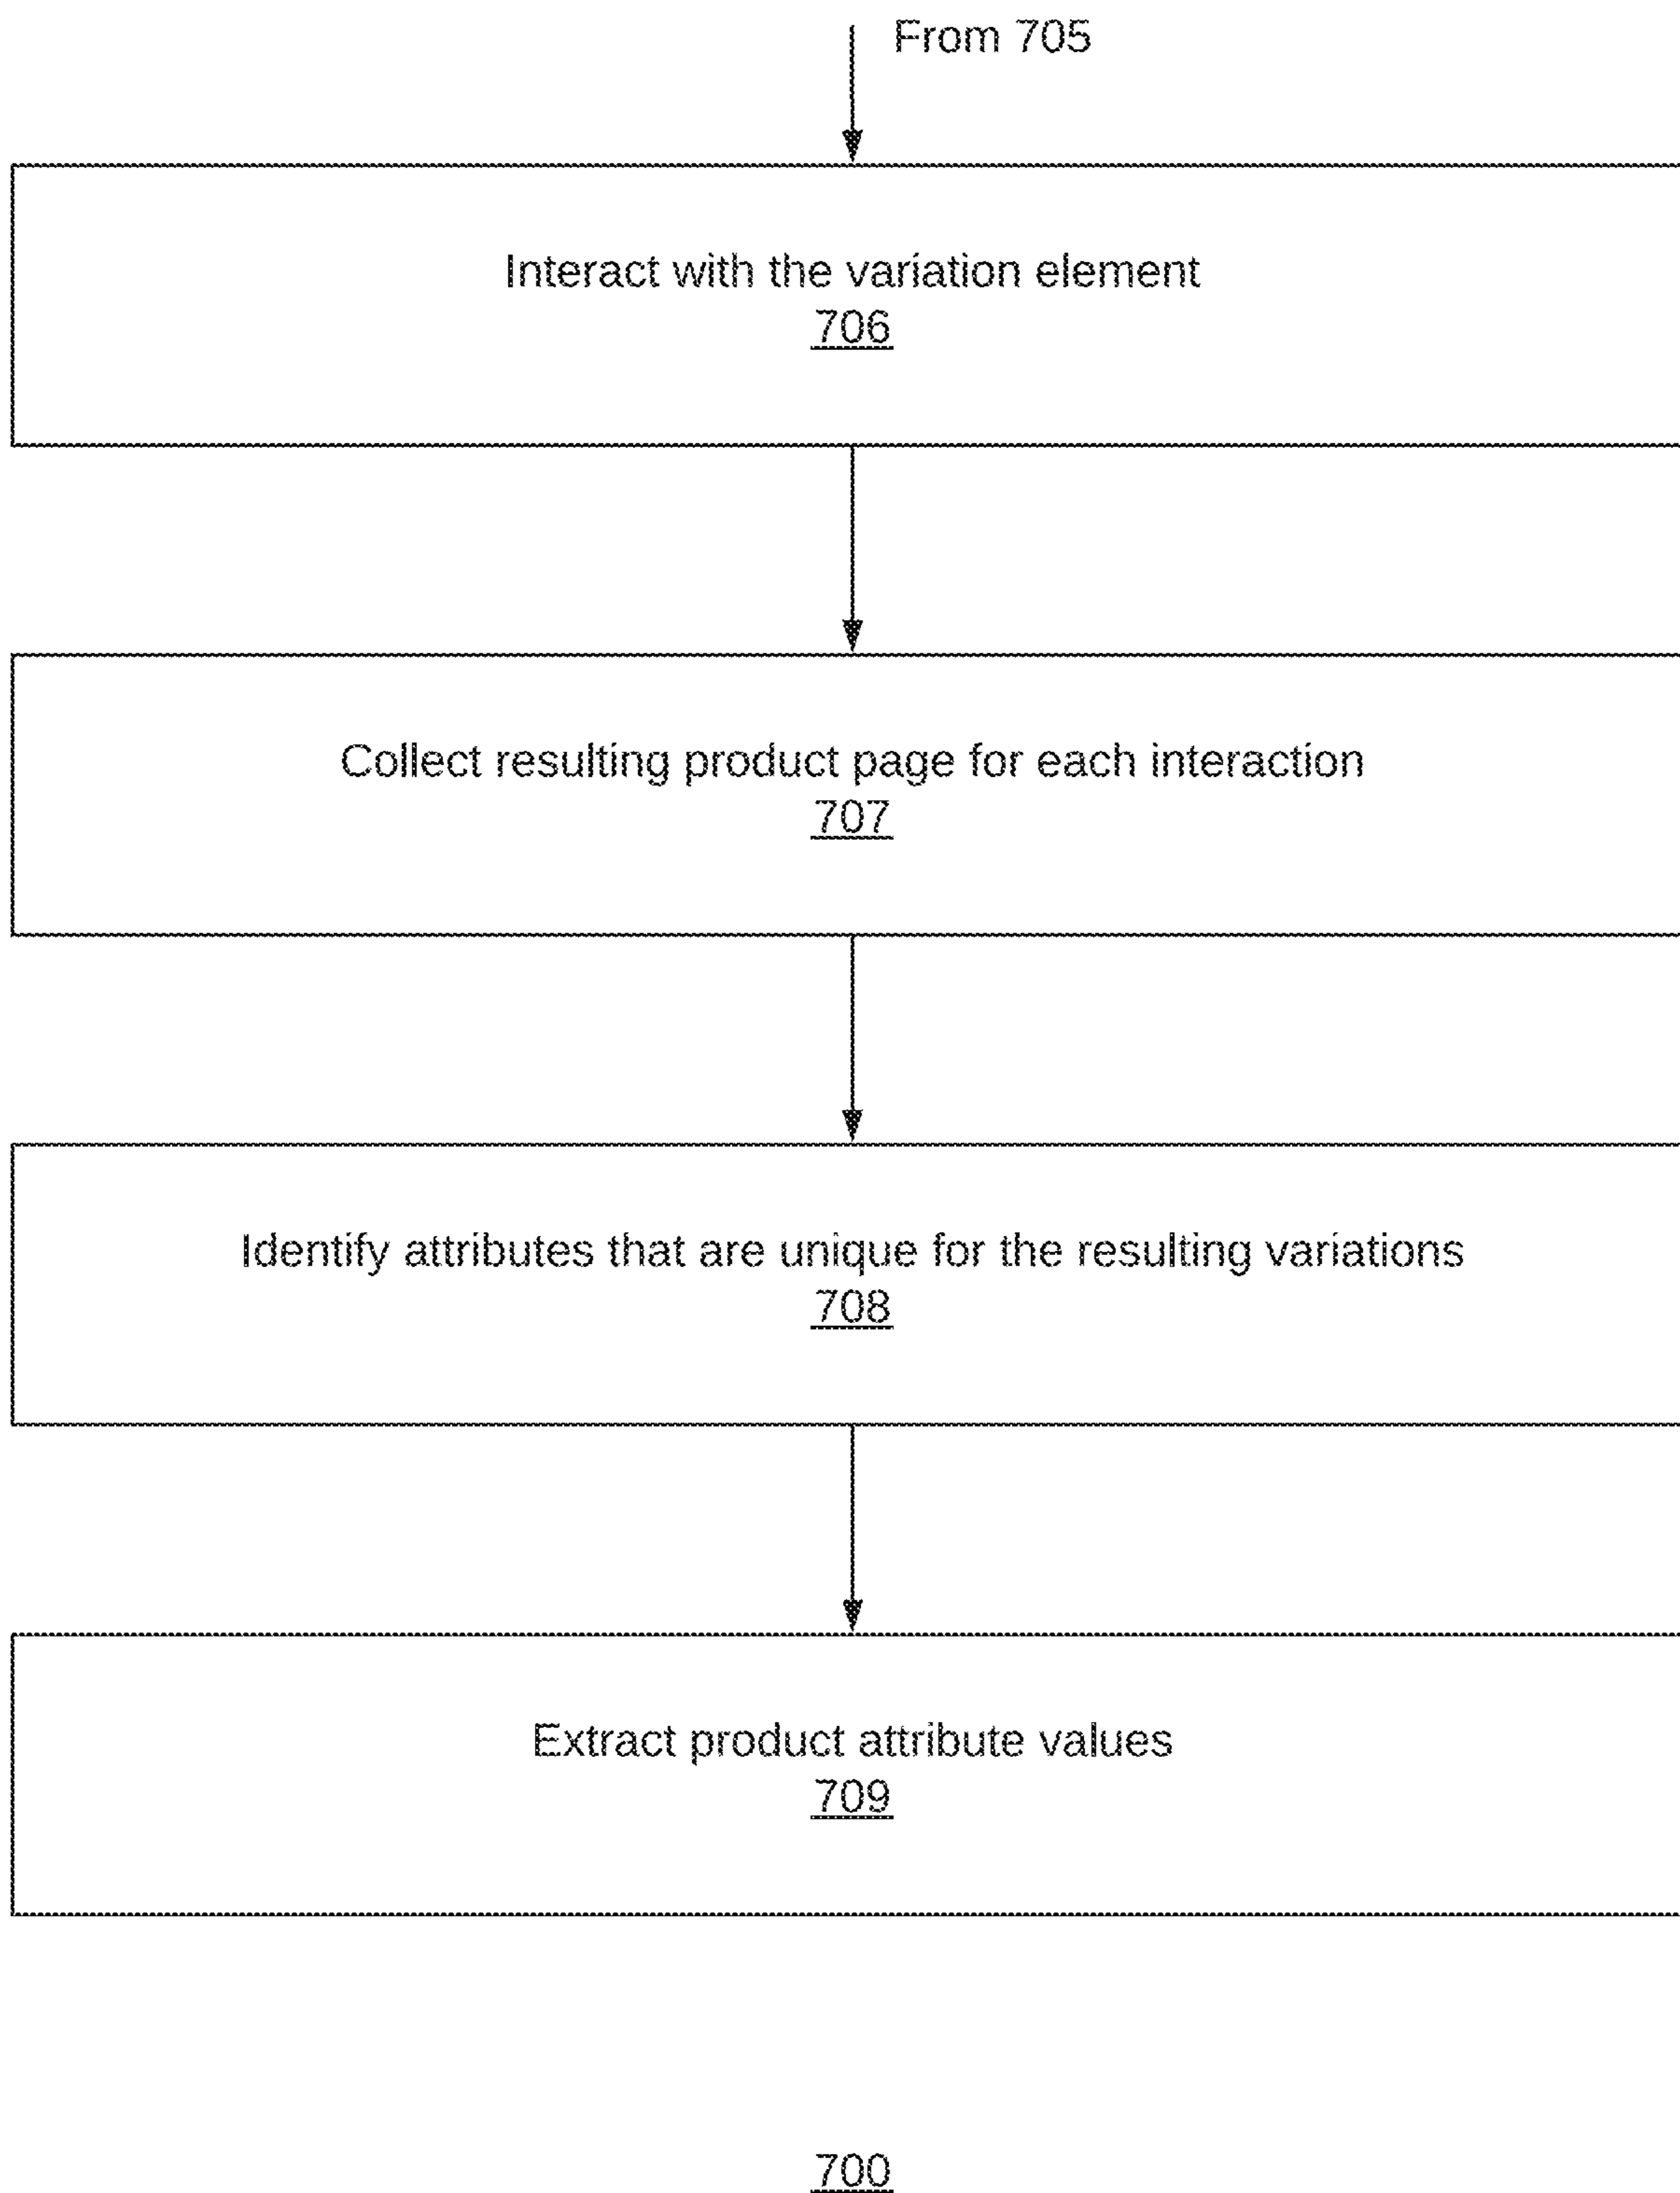 From 705
Interact with the variation element
706
Collect resulting product page for each interaction
707
Identify attributes that are unique for the resulting variations
708
Extract product attribute values
709
700